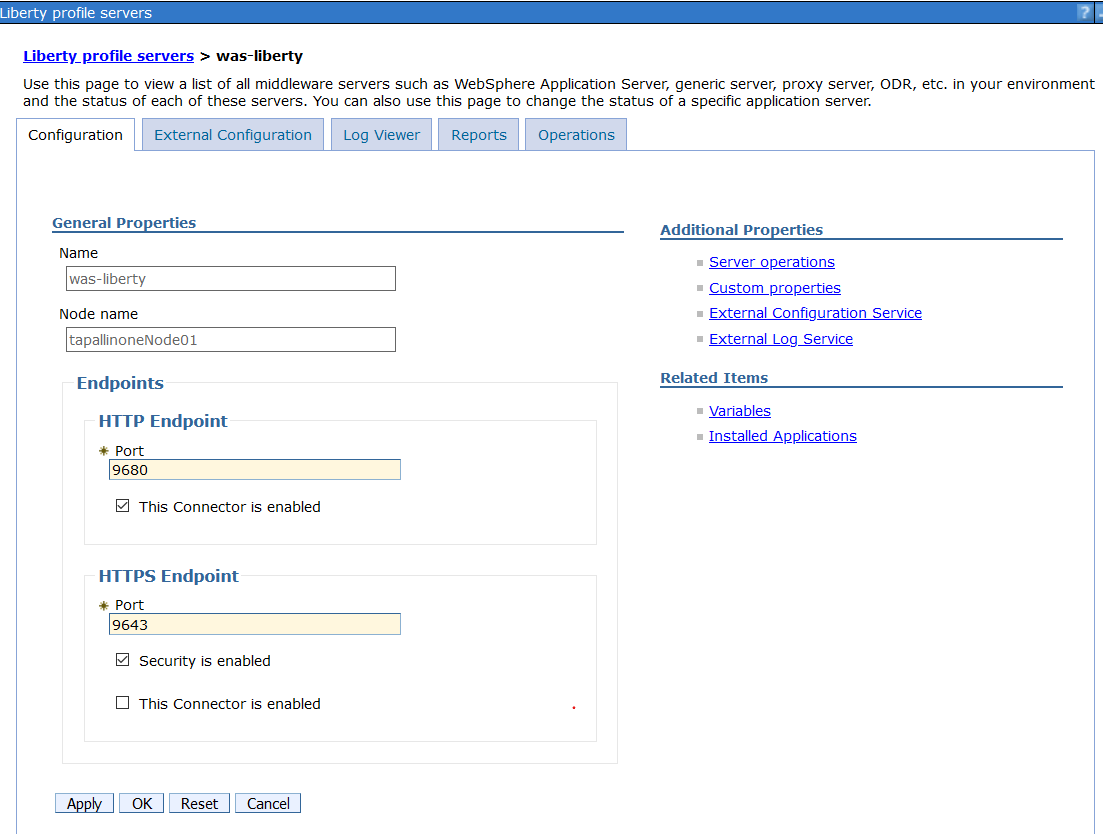 Liberty profile servers
?
Liberty profile servers > was-liberty
Use this page to view a list of all middleware servers such as WebSphere Application Server, generic server, proxy server, ODR, etc. in your environment
and the status of each of these servers. You can also use this page to change the status of a specific application server.
Configuration
External Configuration
Log Viewer
Reports
Operations
General Properties
Name
was-liberty
Node name
tapallinoneNode01
Endpoints
HTTP Endpoint
Port
9680
This Connector is enabled
HTTPS Endpoint
Port
9643
Security is enabled
This Connector is enabled
Apply
OK
Reset
Cancel
Additional Properties
Server operations
Custom properties
External Configuration Service
External Log Service
Related Items
Variables
Installed Applications